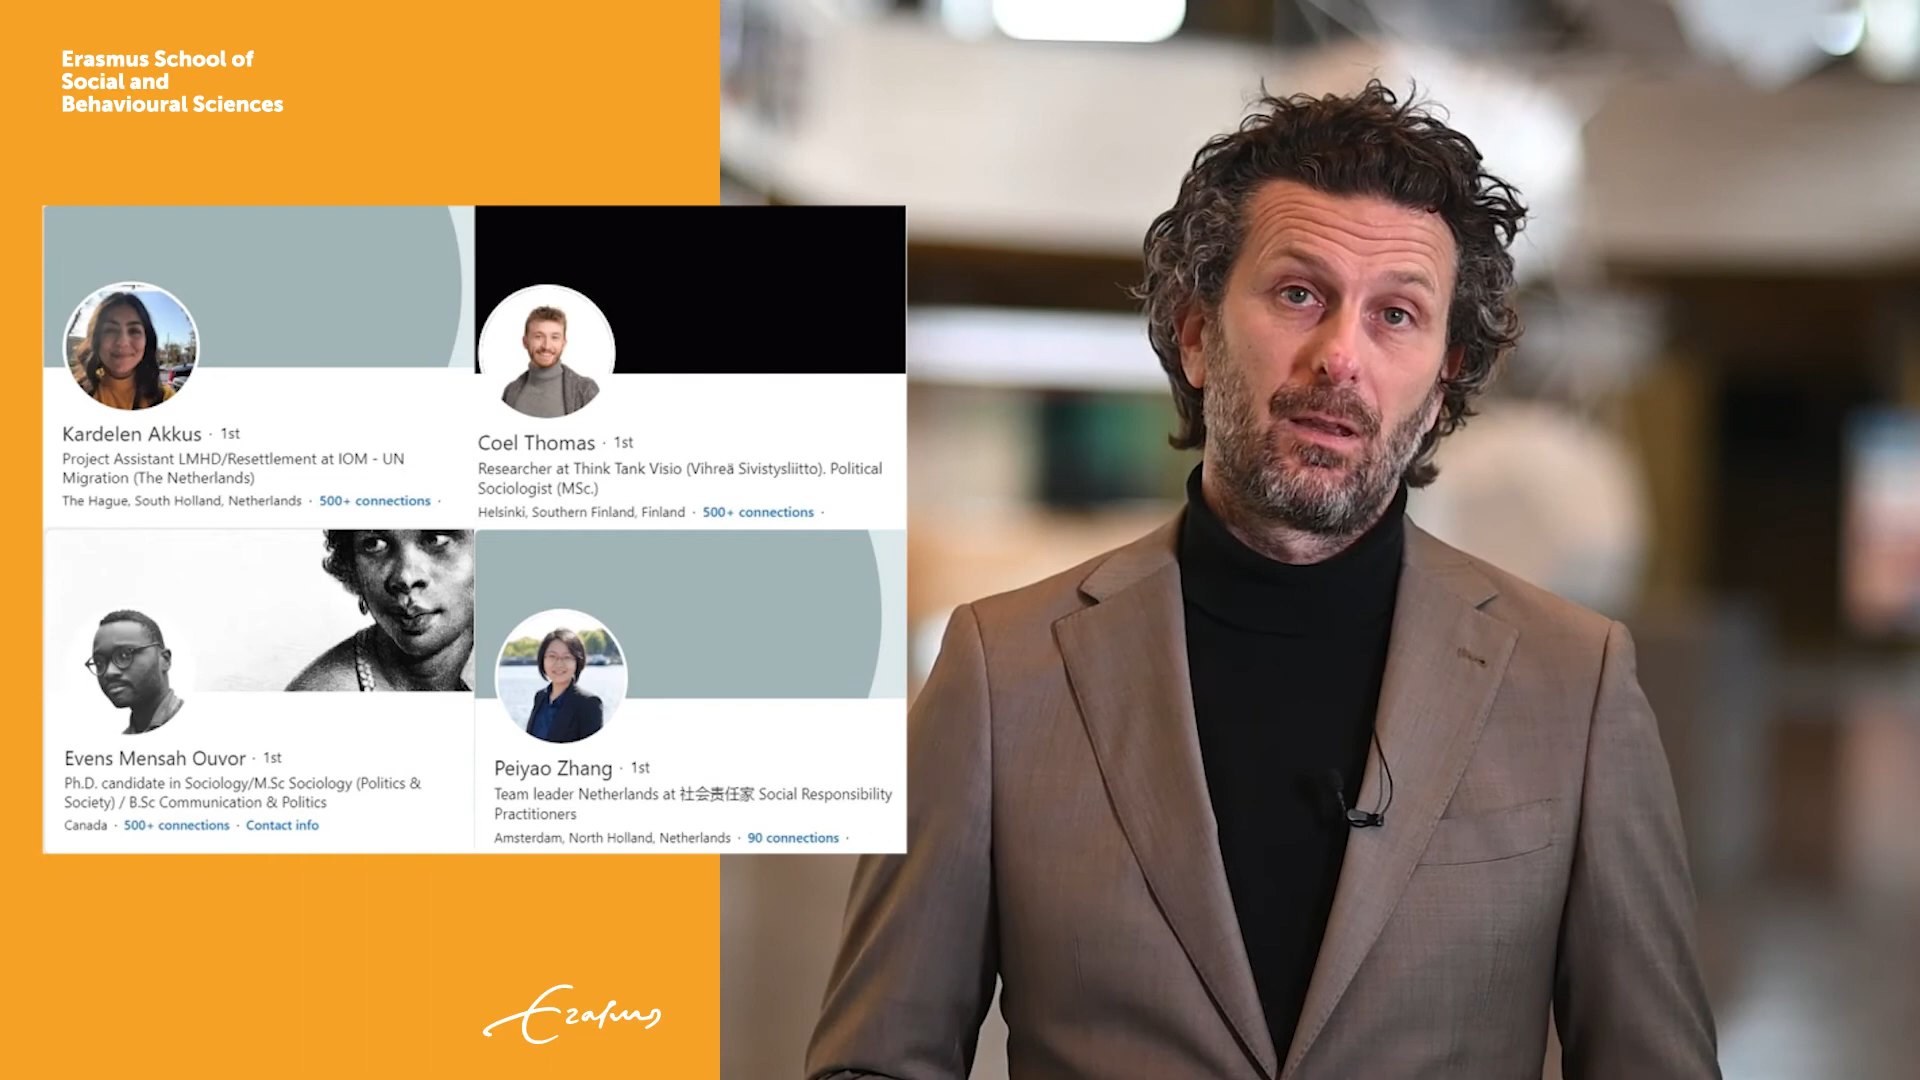 Erasmus School of
Social and
Behavioural Sciences
Kardelen Akkus · 1st
Project Assistant LMHD/Resettlement at IOM - UN
Migration (The Netherlands)
The Hague, South Holland, Netherlands · 500+ connections ·
Coel Thomas · 1st
Researcher at Think Tank Visio (Vihreä Sivistysliitto). Political
Sociologist (MSc.)
Helsinki, Southern Finland, Finland · 500+ connections ·
Evens Mensah Ouvor · 1st
Ph.D. candidate in Sociology/M.Sc Sociology (Politics &
Society) / B.Sc Communication & Politics
Canada · 500+ connections · Contact info
Peiyao Zhang · 1st
Team leader Netherlands at 社会责任家 Social Responsibility
Practitioners
Amsterdam, North Holland, Netherlands · 90 connections ·
Erasmus